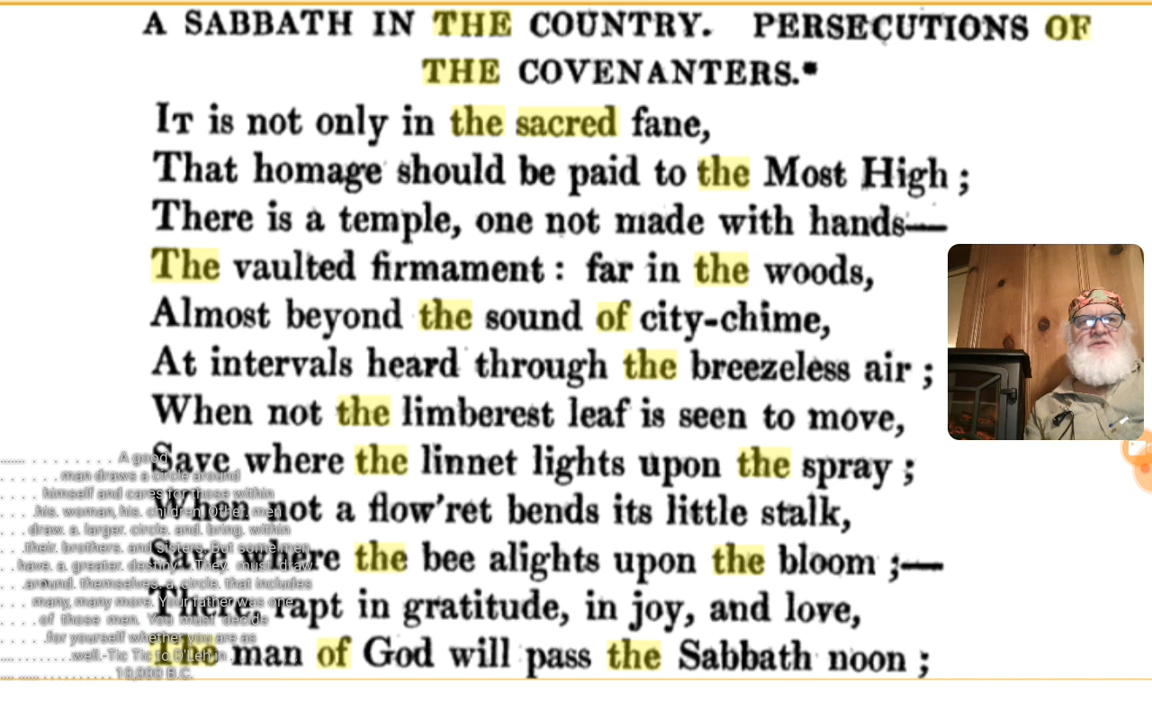 A SABBATH IN THE COUNTRY. PERSECUTIONS OF
THE COVENANTERS.*
IT is not only in the sacred fane,
That homage should be paid to the Most High ;
There is a temple, one not made with hands—
The vaulted firmament : far in the woods,
Almost beyond the sound of city-chime,
At intervals heard through the breezeless air ;
When not the limberest leaf is seen to move,
Save where the linnet lights upon the spray ;
When not a flow'ret bends its little stalk,
Save where the bee alights upon the bloom ;—
There, rapt in gratitude, in joy, and love,
The man of God will pass the Sabbath noon ;
....... . . . . . . . . A good
. . . . . . man draws a circle around
. . . . himself and cares for those within
. . . .his. woman, his. children. Other. men
. . .draw. a. larger. circle. and. bring. within
. . .their. brothers. and Sisters. But some men
. .have. a. greater. destiny. .They. must. draw
. . .around. themselves. a. circle. that includes
. . . many, many more. Your father was one
. . . . of those men. You must decide
. . . . .for yourself whether you are as
.... . . . . . . . .well.-Tic Tic to D'Leh in .
.... ...... . . . . . . . . . . 10,000 B.C.